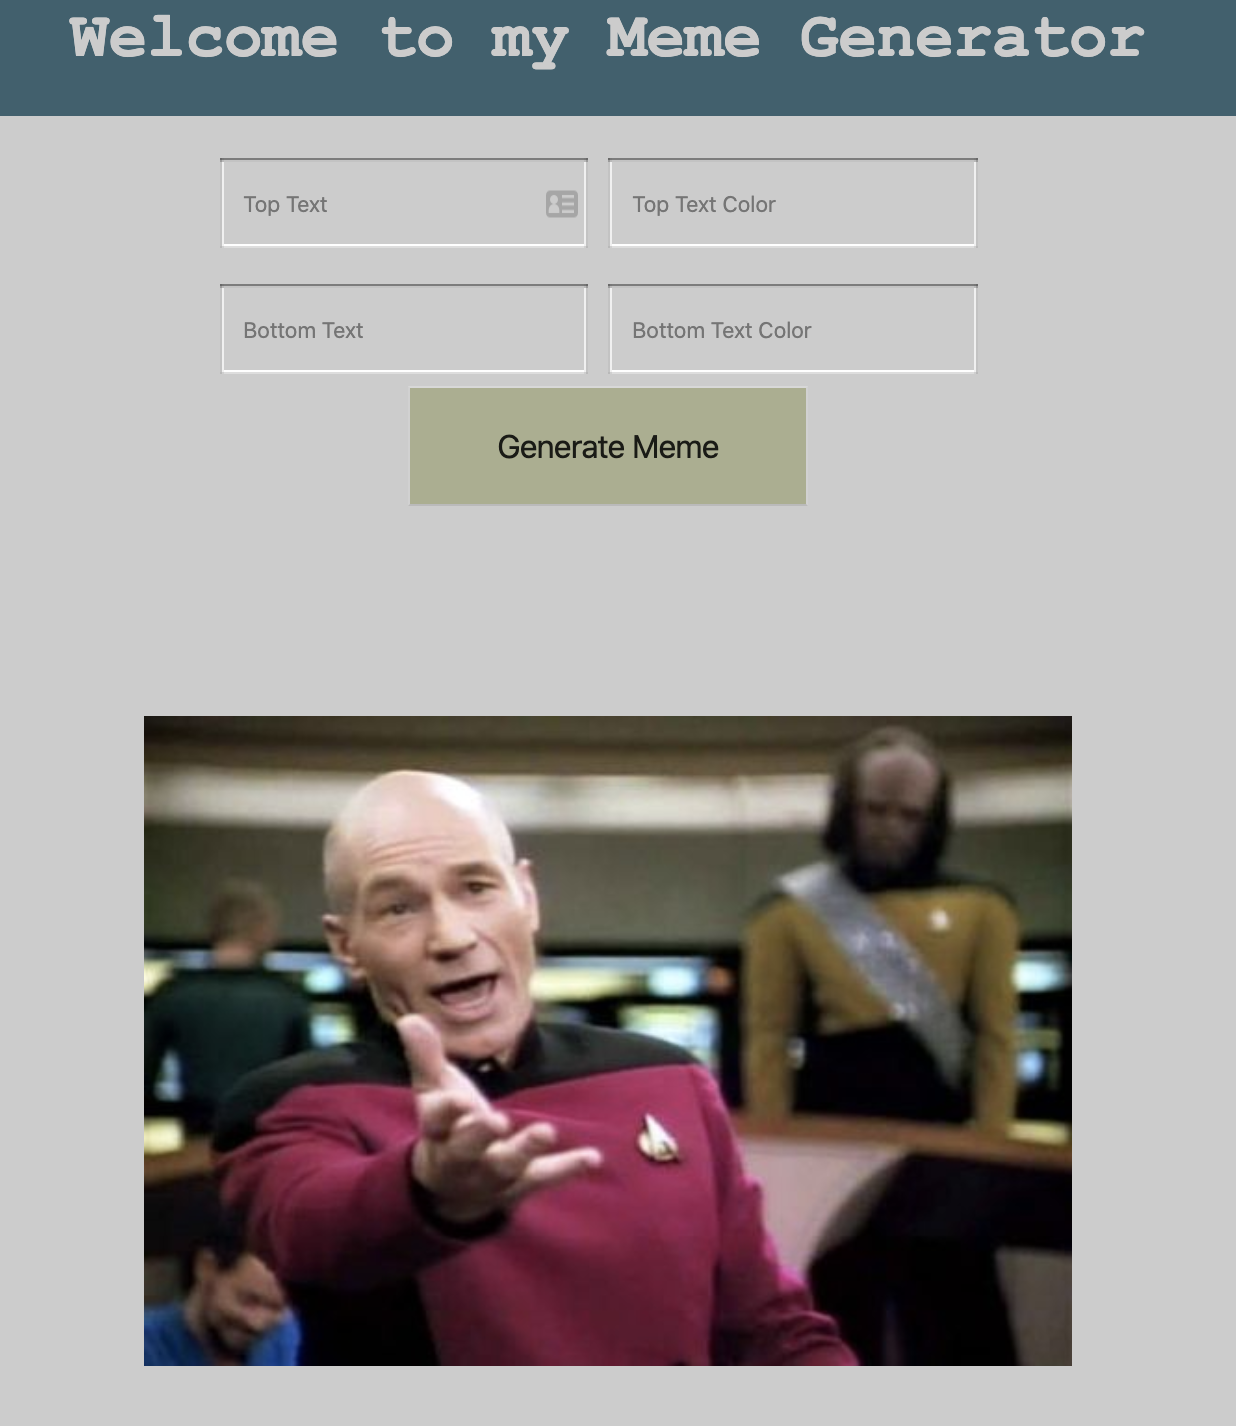 Welcome to my Meme Generator
Top Text
Top Text Color
Bottom Text
Bottom Text Color
Generate Meme